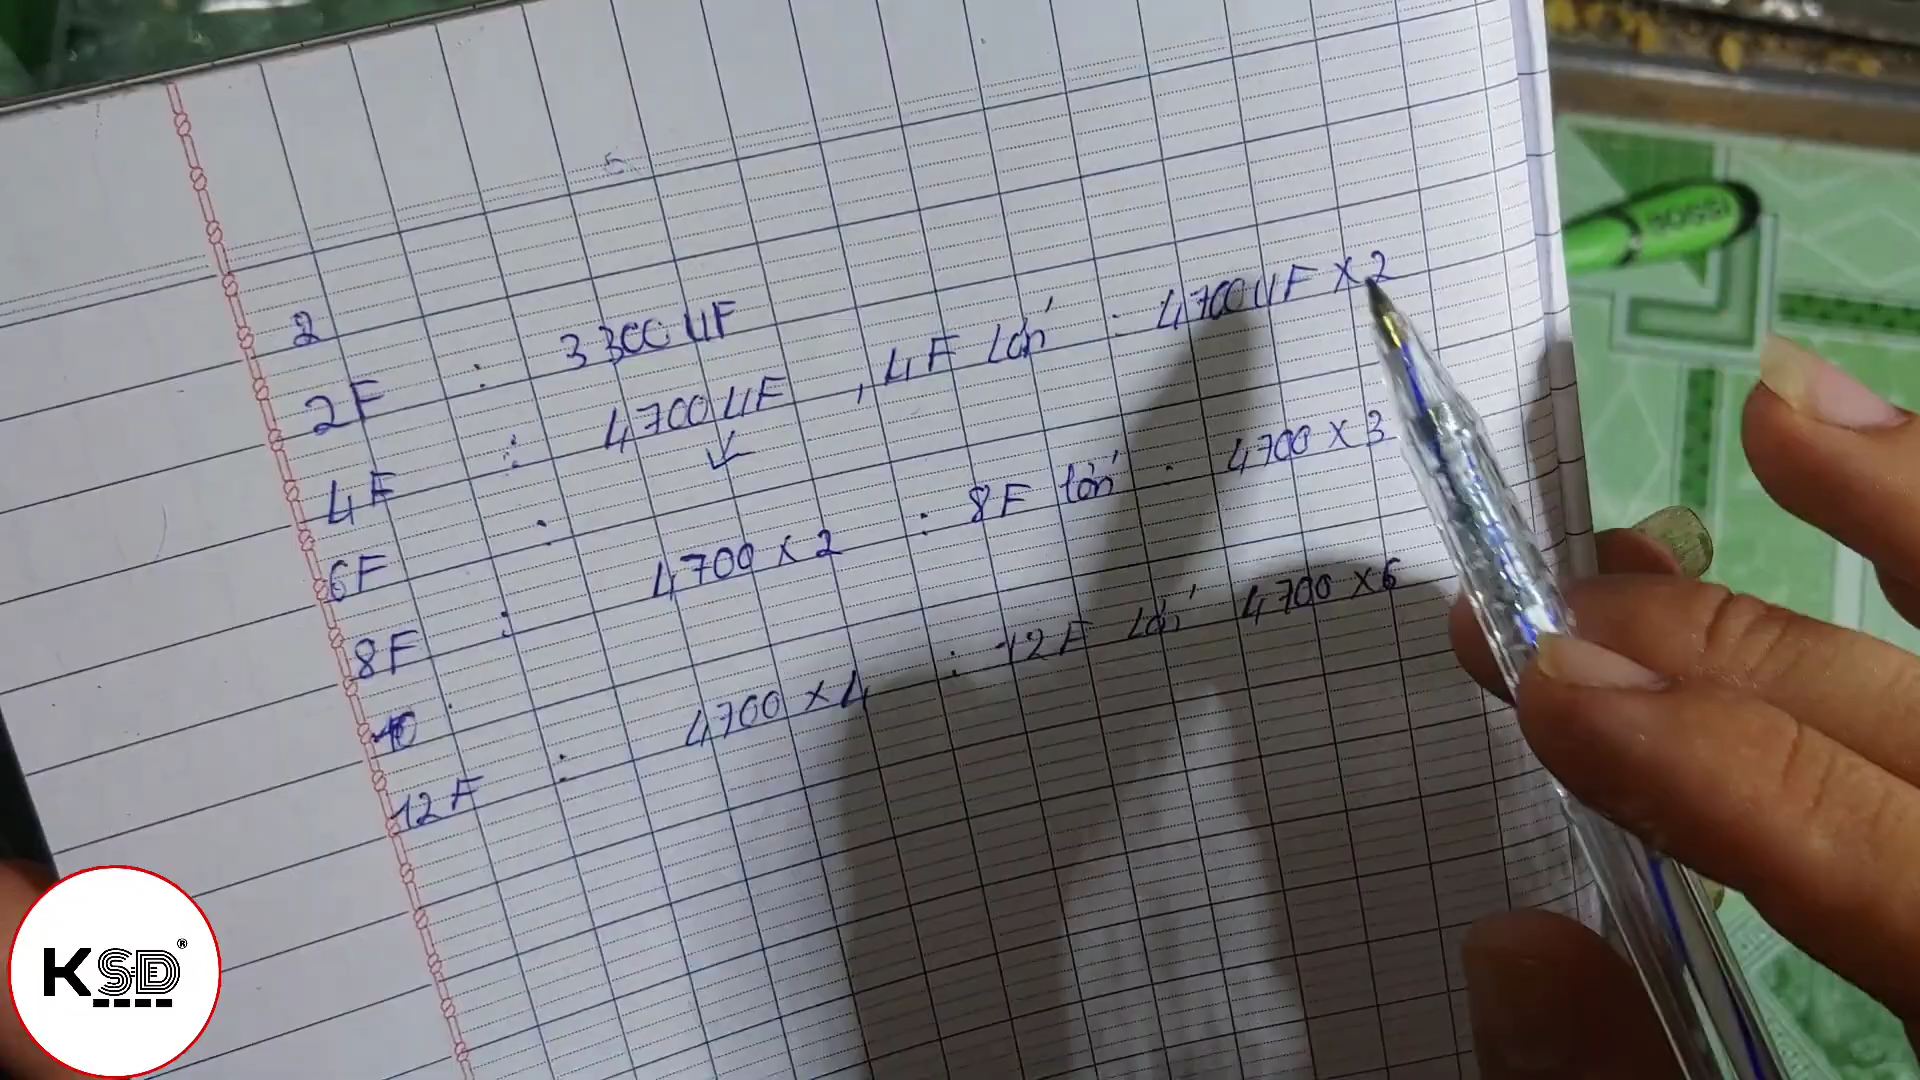 2
2F : 3300 uF
4F : 4700 uF , 4F lớn : 4700 uF x 2
6F :
8F : 4700 x 2 : 8F lớn : 4700 x 3
10
12F : 4700 x 4 : 12F lớn 4700 x 6
KSD®